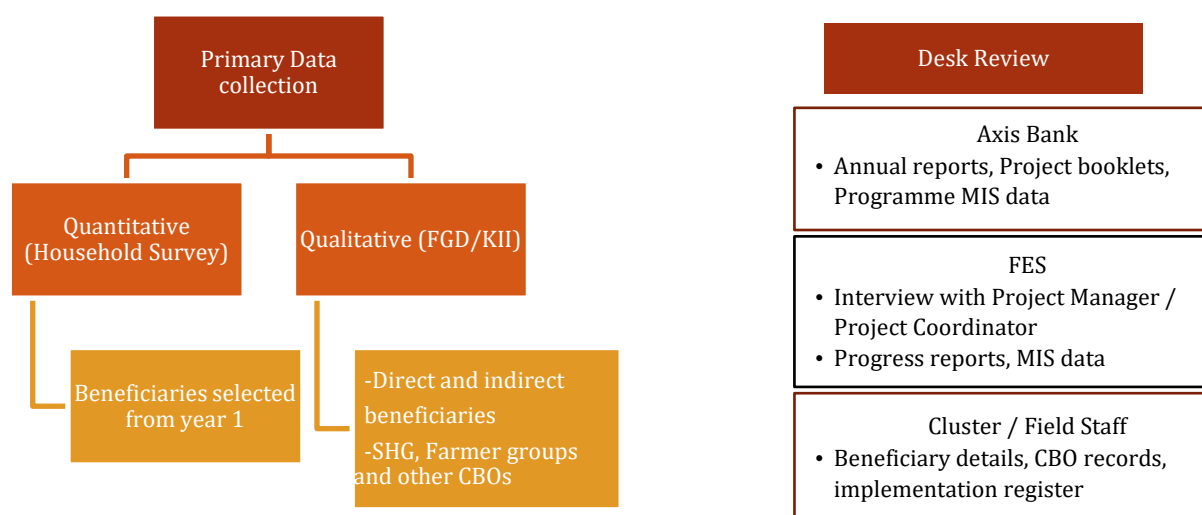 Primary Data
collection
Quantitative
(Household Survey)
Qualitative (FGD/KII)
Beneficiaries selected
from year 1
-Direct and indirect
beneficiaries
-SHG, Farmer groups
and other CBOs
Desk Review
Axis Bank
• Annual reports, Project booklets,
Programme MIS data
FES
• Interview with Project Manager /
Project Coordinator
• Progress reports, MIS data
Cluster / Field Staff
• Beneficiary details, CBO records,
implementation register